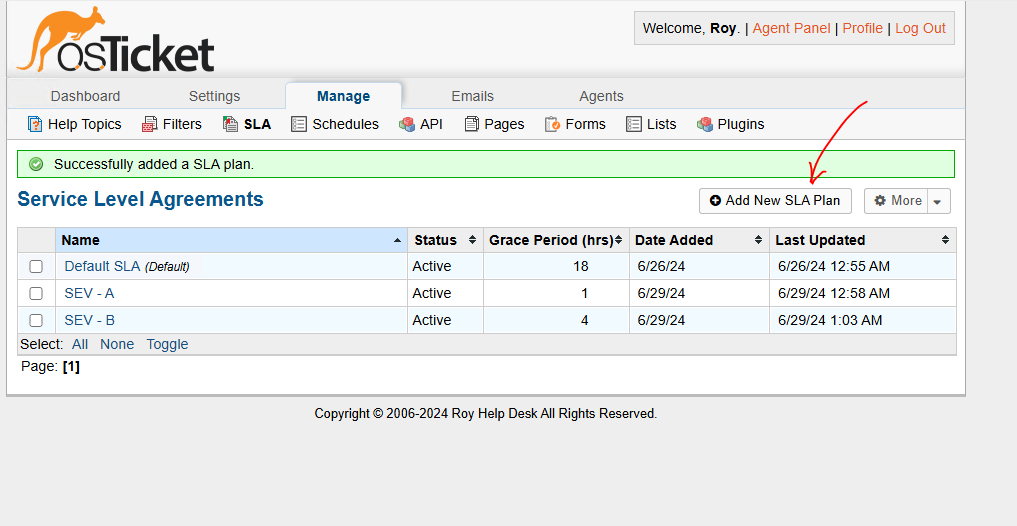 osTicket
Welcome, Roy. | Agent Panel | Profile | Log Out
Dashboard Settings Manage Emails Agents
Help Topics Filters SLA Schedules API Pages Forms Lists Plugins
Successfully added a SLA plan.
Service Level Agreements Add New SLA Plan More
Name Status Grace Period (hrs) Date Added Last Updated
Default SLA (Default) Active 18 6/26/24 6/26/24 12:55 AM
SEV - A Active 1 6/29/24 6/29/24 12:58 AM
SEV - B Active 4 6/29/24 6/29/24 1:03 AM
Select: All None Toggle
Page: [1]
Copyright © 2006-2024 Roy Help Desk All Rights Reserved.